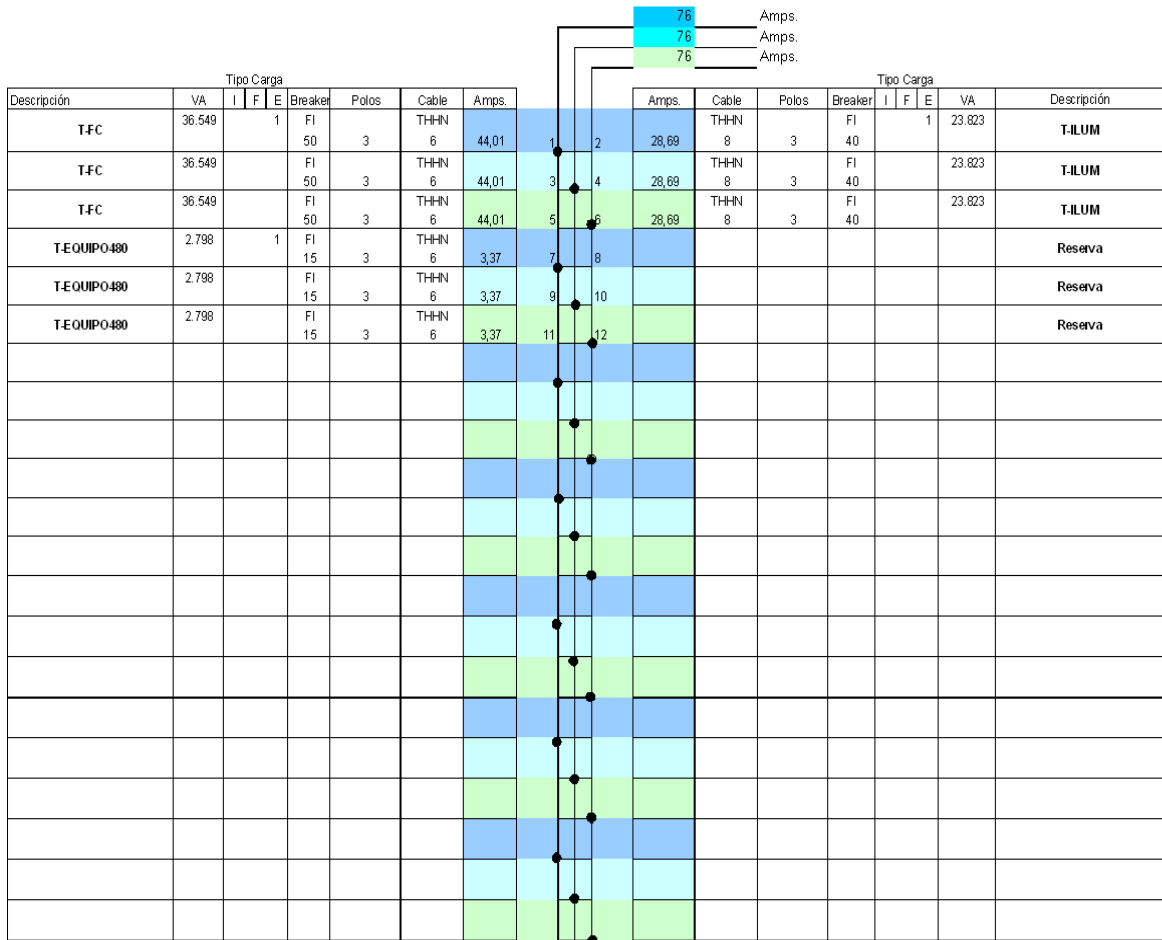 76 Amps.
76 Amps.
76 Amps.
Tipo Carga Tipo Carga
Descripción VA I F E Breaker Polos Cable Amps. Amps. Cable Polos Breaker I F E VA Descripción
T-FC 36.549 1 FI THHN THHN FI 1 23.823 T-ILUM
50 3 6 44,01 1 2 28,69 8 3 40
T-FC 36.549 FI THHN THHN FI 23.823 T-ILUM
50 3 6 44,01 3 4 28,69 8 3 40
T-FC 36.549 FI THHN THHN FI 23.823 T-ILUM
50 3 6 44,01 5 6 28,69 8 3 40
T-EQUIPO480 2.798 1 FI THHN Reserva
15 3 6 3,37 7 8
T-EQUIPO480 2.798 FI THHN Reserva
15 3 6 3,37 9 10
T-EQUIPO480 2.798 FI THHN Reserva
15 3 6 3,37 11 12